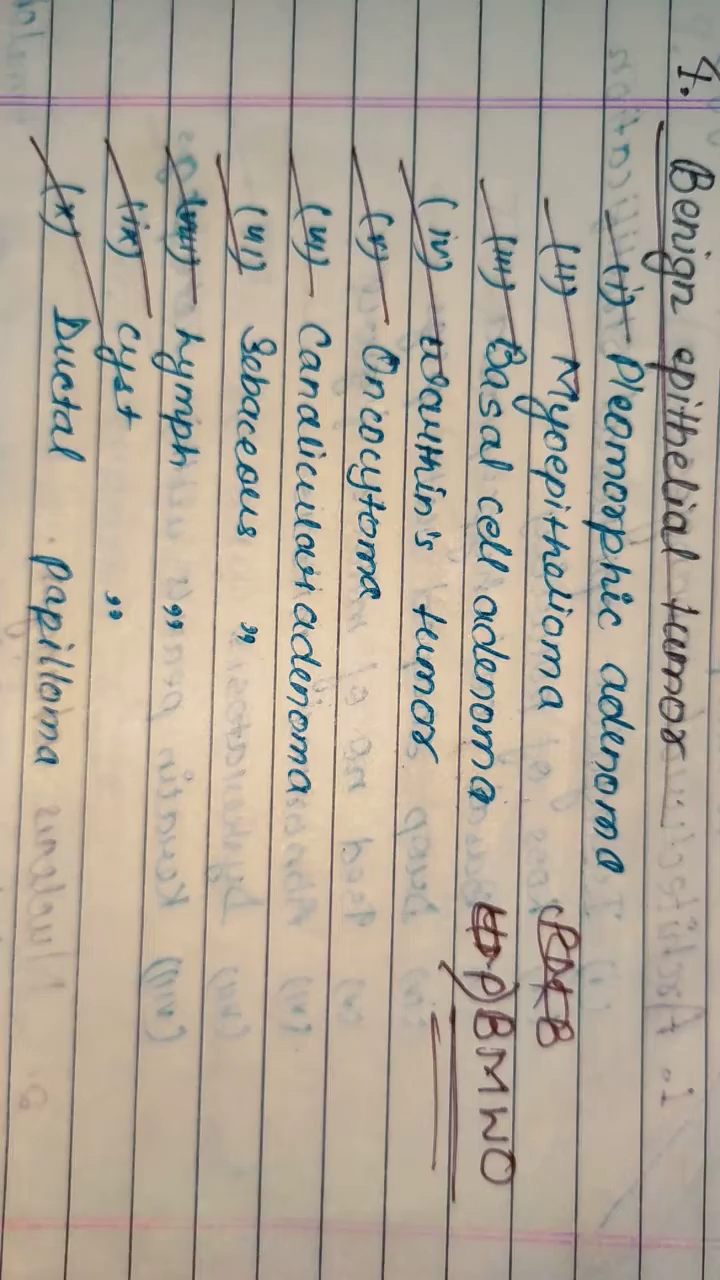 4. Benign epithelial tumor
(i) Pleomorphic adenoma
(ii) Myoepithelioma
(iii) Basal cell adenoma
(iv) Warthin's tumor
(v) Oncocytoma
(vi) Canalicular adenoma
(vii) Sebaceous "
(viii) Lymph "
(ix) cyst "
(x) Ductal papilloma
P) BMWO